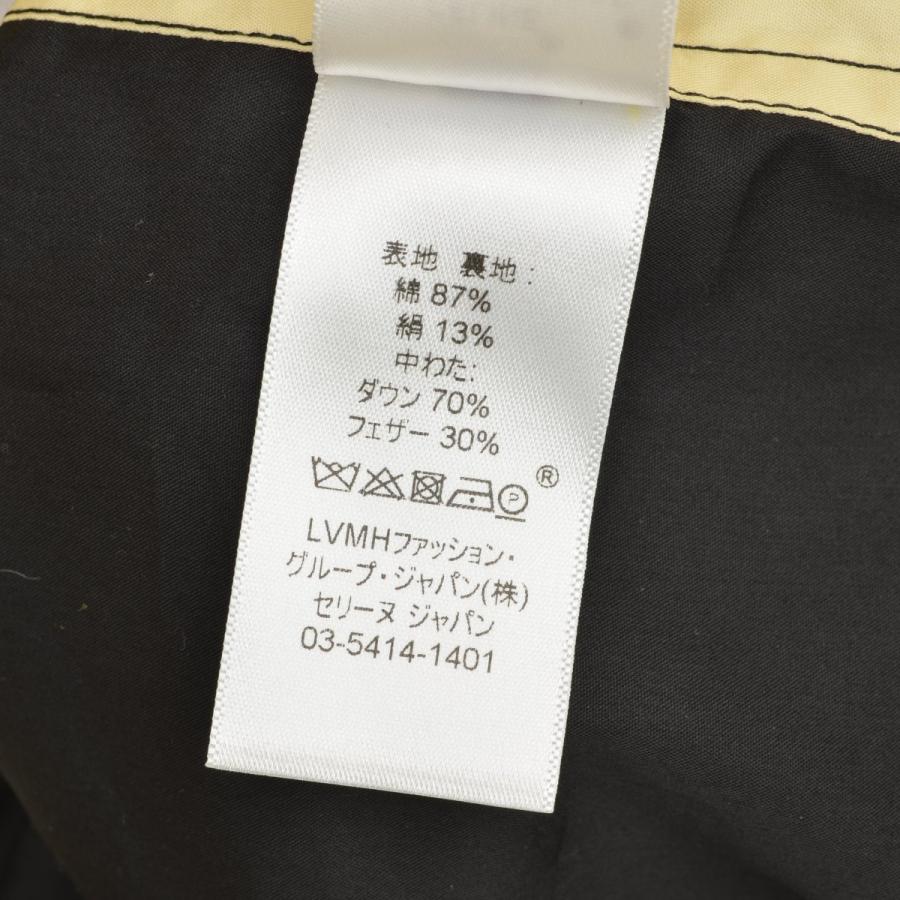 表地 裏地:
綿 87%
絹 13%
中わた:
ダウン 70%
フェザー 30%
P ®
LVMHファッション・
グループ・ジャパン(株)
セリーヌ ジャパン
03-5414-1401